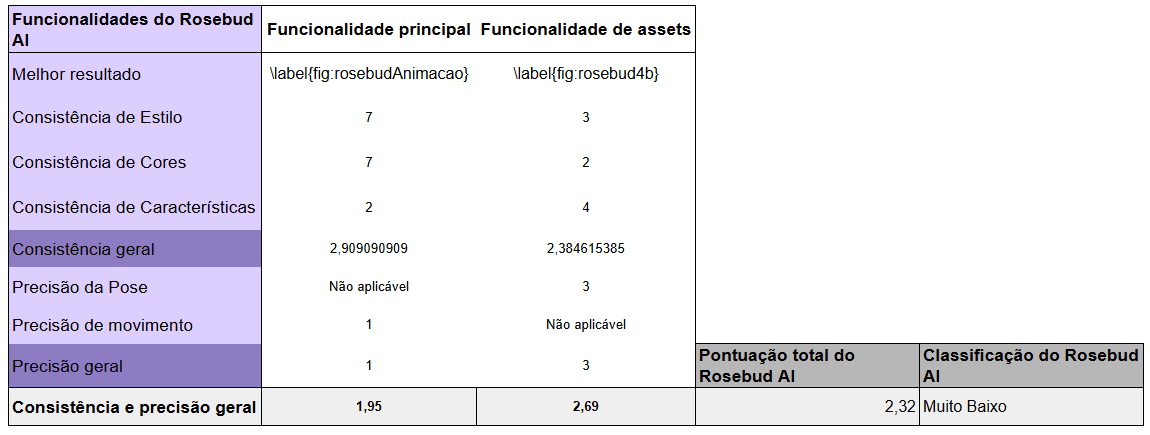 Funcionalidades do Rosebud AI Funcionalidade principal Funcionalidade de assets
Melhor resultado \label{fig:rosebudAnimacao} \label{fig:rosebud4b}
Consistência de Estilo 7 3
Consistência de Cores 7 2
Consistência de Características 2 4
Consistência geral 2,909090909 2,384615385
Precisão da Pose Não aplicável 3
Precisão de movimento 1 Não aplicável
Precisão geral 1 3 Pontuação total do Rosebud AI Classificação do Rosebud AI
Consistência e precisão geral 1,95 2,69 2,32 Muito Baixo